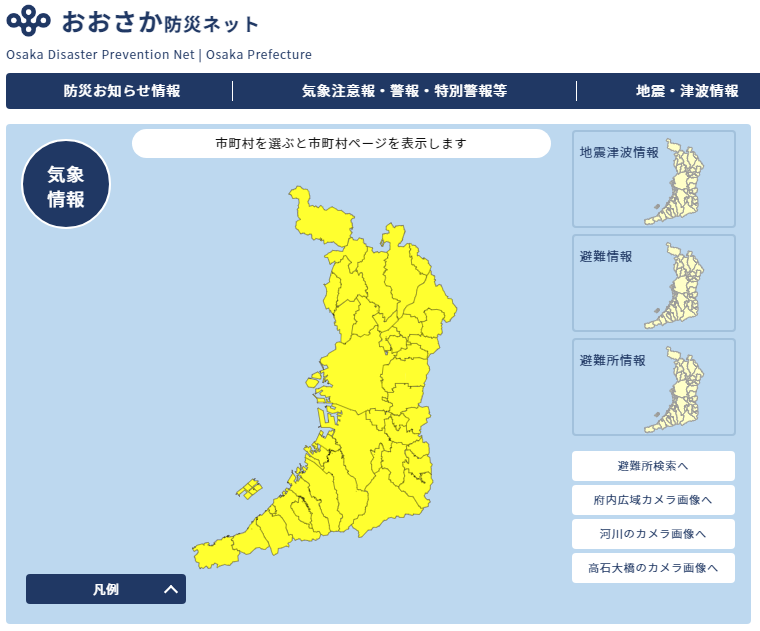 おおさか防災ネット
Osaka Disaster Prevention Net | Osaka Prefecture
防災お知らせ情報
気象注意報・警報・特別警報等
地震・津波情報
気象
情報
市町村を選ぶと市町村ページを表示します
地震津波情報
避難情報
避難所情報
避難所検索へ
府内広域カメラ画像へ
河川のカメラ画像へ
高石大橋のカメラ画像へ
凡例